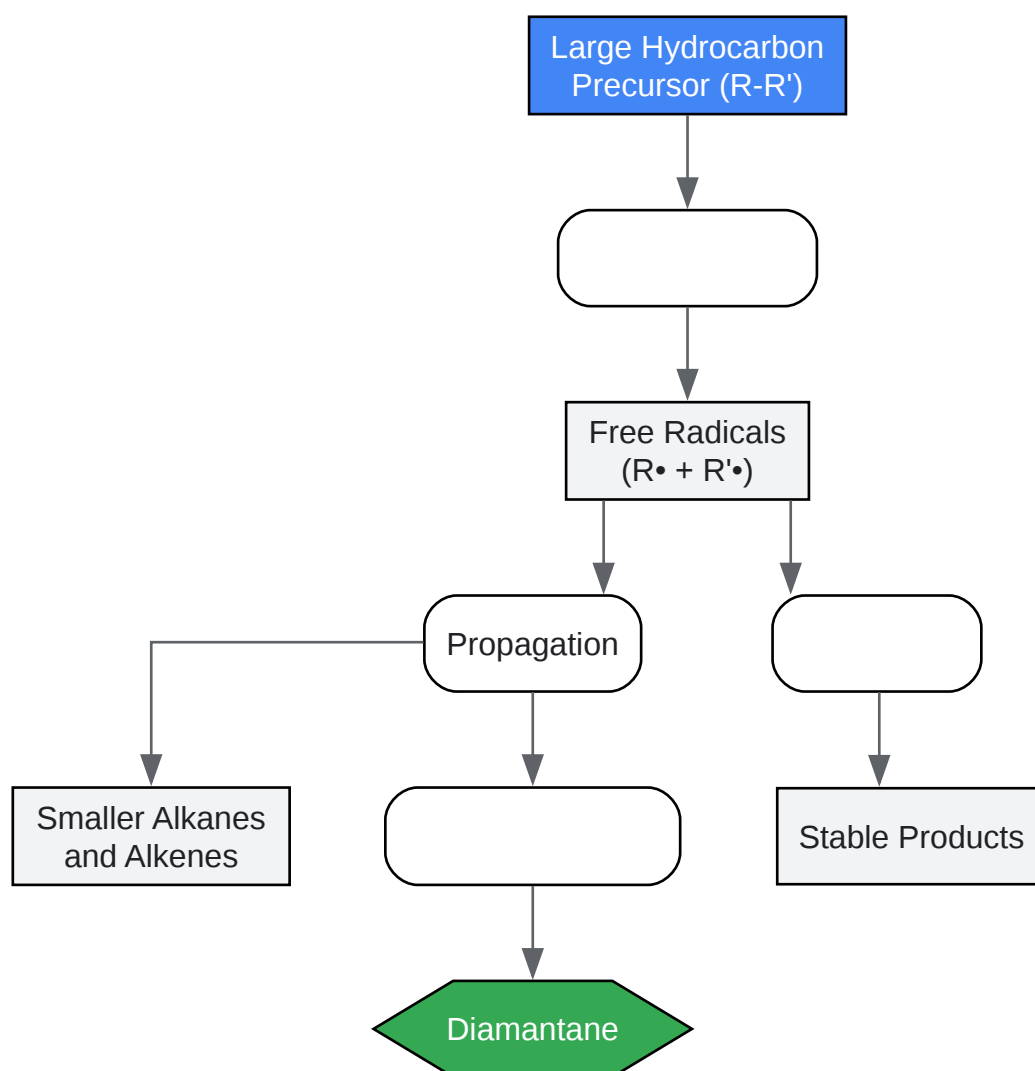 Large Hydrocarbon
Precursor (R-R')
Free Radicals
(R• + R'•)
Propagation
Smaller Alkanes
and Alkenes
Stable Products
Diamantane